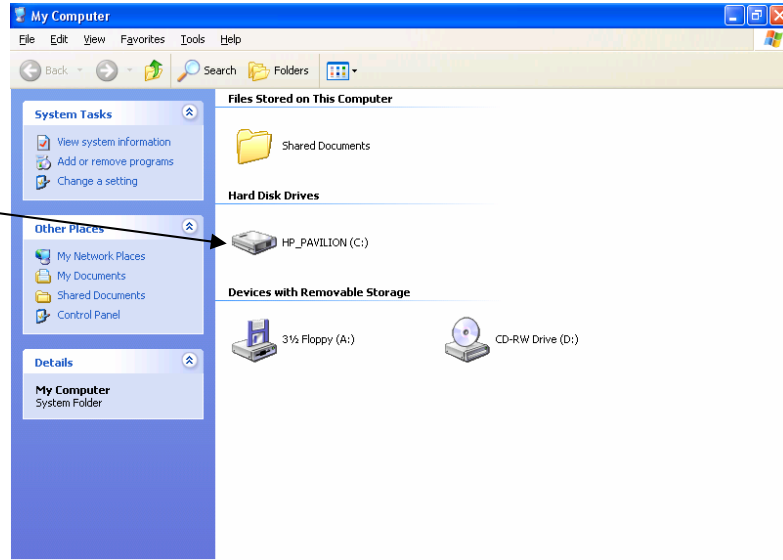 My Computer
File Edit View Favorites Tools Help
Back Search Folders
System Tasks
View system information
Add or remove programs
Change a setting
Other Places
My Network Places
My Documents
Shared Documents
Control Panel
Details
My Computer
System Folder
Files Stored on This Computer
Shared Documents
Hard Disk Drives
HP_PAVILION (C:)
Devices with Removable Storage
3½ Floppy (A:) CD-RW Drive (D:)